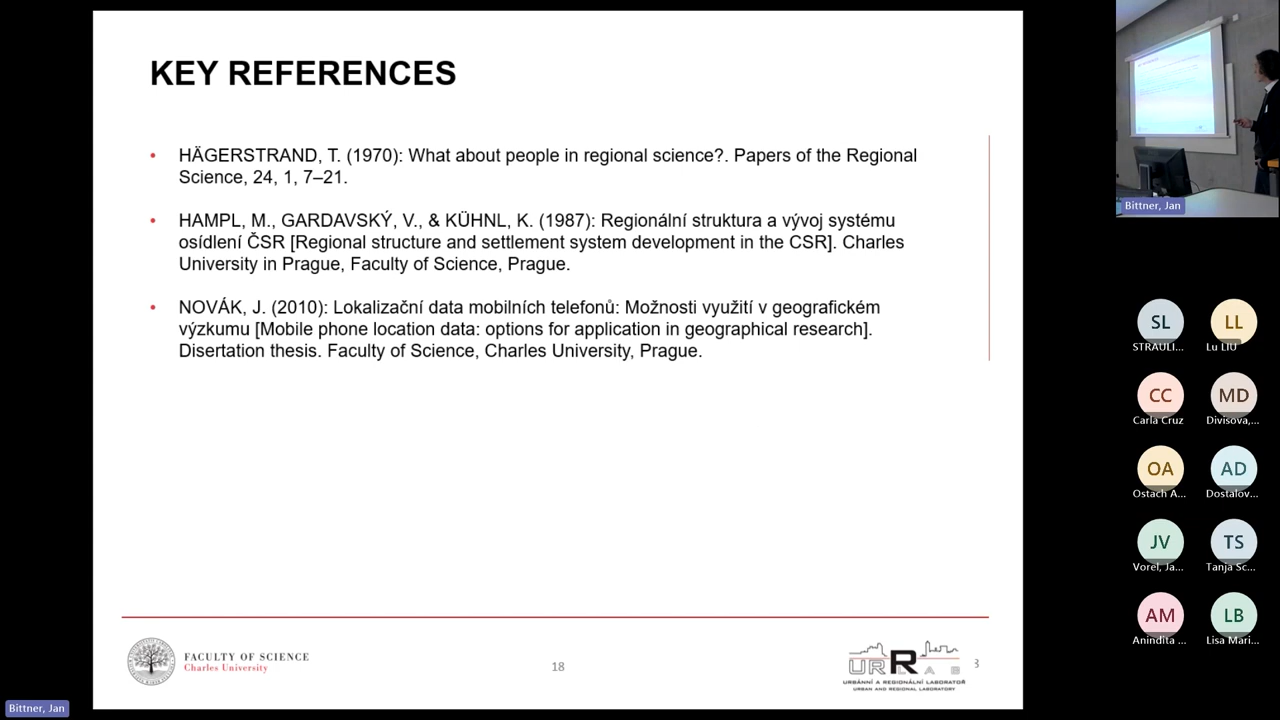 KEY REFERENCES
• HÄGERSTRAND, T. (1970): What about people in regional science?. Papers of the Regional
Science, 24, 1, 7–21.
• HAMPL, M., GARDAVSKÝ, V., & KÜHNL, K. (1987): Regionální struktura a vývoj systému
osídlení ČSR [Regional structure and settlement system development in the CSR]. Charles
University in Prague, Faculty of Science, Prague.
• NOVÁK, J. (2010): Lokalizační data mobilních telefonů: Možnosti využití v geografickém
výzkumu [Mobile phone location data: options for application in geographical research].
Disertation thesis. Faculty of Science, Charles University, Prague.
FACULTY OF SCIENCE
Charles University
18
URRLAB
URBÁNNÍ A REGIONÁLNÍ LABORATOŘ
URBAN AND REGIONAL LABORATORY
Bittner, Jan
Bittner, Jan
SL
LL
STRAULI...
Lu LIU
CC
MD
Carla Cruz
Divisova,...
OA
AD
Ostach A...
Dostalov...
JV
TS
Vorel, Ja...
Tanja Sc...
AM
LB
Anindita ...
Lisa Mari...